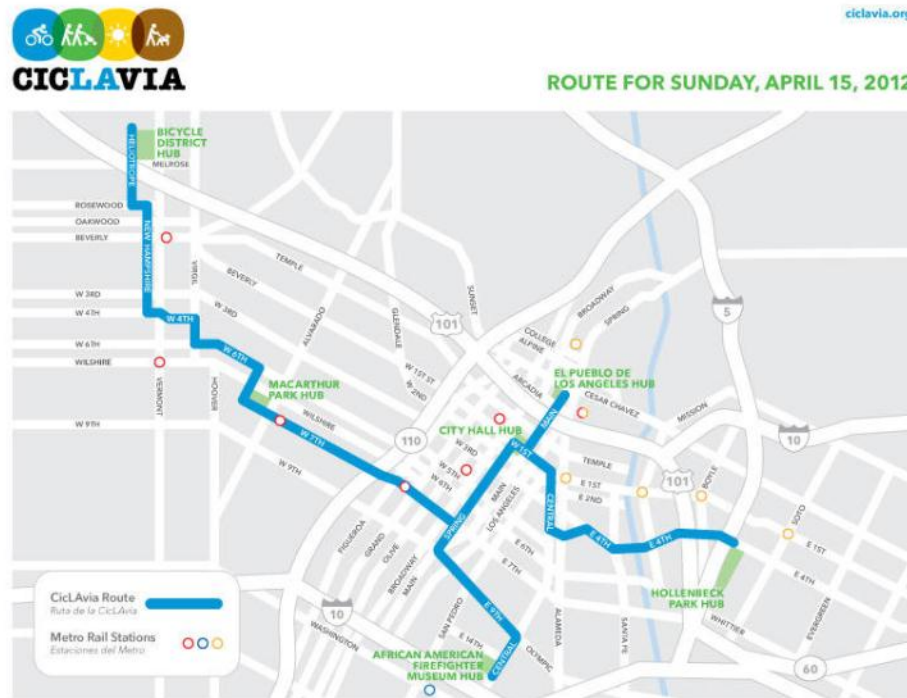 ciclavia.org
CICLAVIA
ROUTE FOR SUNDAY, APRIL 15, 2012
BICYCLE
DISTRICT
HUB
MELROSE
HELIOTROPE
ROSEWOOD
OAKWOOD
BEVERLY
NEW HAMPSHIRE
VIRGIL
TEMPLE
BEVERLY
SUNSET
W 3RD
W 4TH
W 4TH
W 3RD
ALVARADO
GLENDALE
101
BROADWAY
SPRING
COLLEGE
ALPINE
5
W 6TH
W 6TH
WILSHIRE
VERMONT
HOOVER
MACARTHUR
PARK HUB
W 1ST ST
W 2ND
ARCADIA
EL PUEBLO DE
LOS ANGELES HUB
CESAR CHAVEZ
MISSION
10
W 9TH
WILSHIRE
W 7TH
W 9TH
110
CITY HALL HUB
W 3RD
W 5TH
W 6TH
W 1ST
MAIN
TEMPLE
E 1ST
E 2ND
101
BOYLE
SOTO
E 1ST
MAIN
LOS ANGELES
CENTRAL
E 4TH
E 4TH
E 4TH
SPRING
FIGUEROA
GRAND
OLIVE
BROADWAY
MAIN
E 6TH
E 7TH
HOLLENBECK
PARK HUB
WHITTIER
EVERGREEN
CicLAvia Route
Ruta de la CicLAvia
Metro Rail Stations
Estaciones del Metro
10
WASHINGTON
SAN PEDRO
E 9TH
E 14TH
CENTRAL
OLYMPIC
ALAMEDA
SANTA FE
60
AFRICAN AMERICAN
FIREFIGHTER
MUSEUM HUB